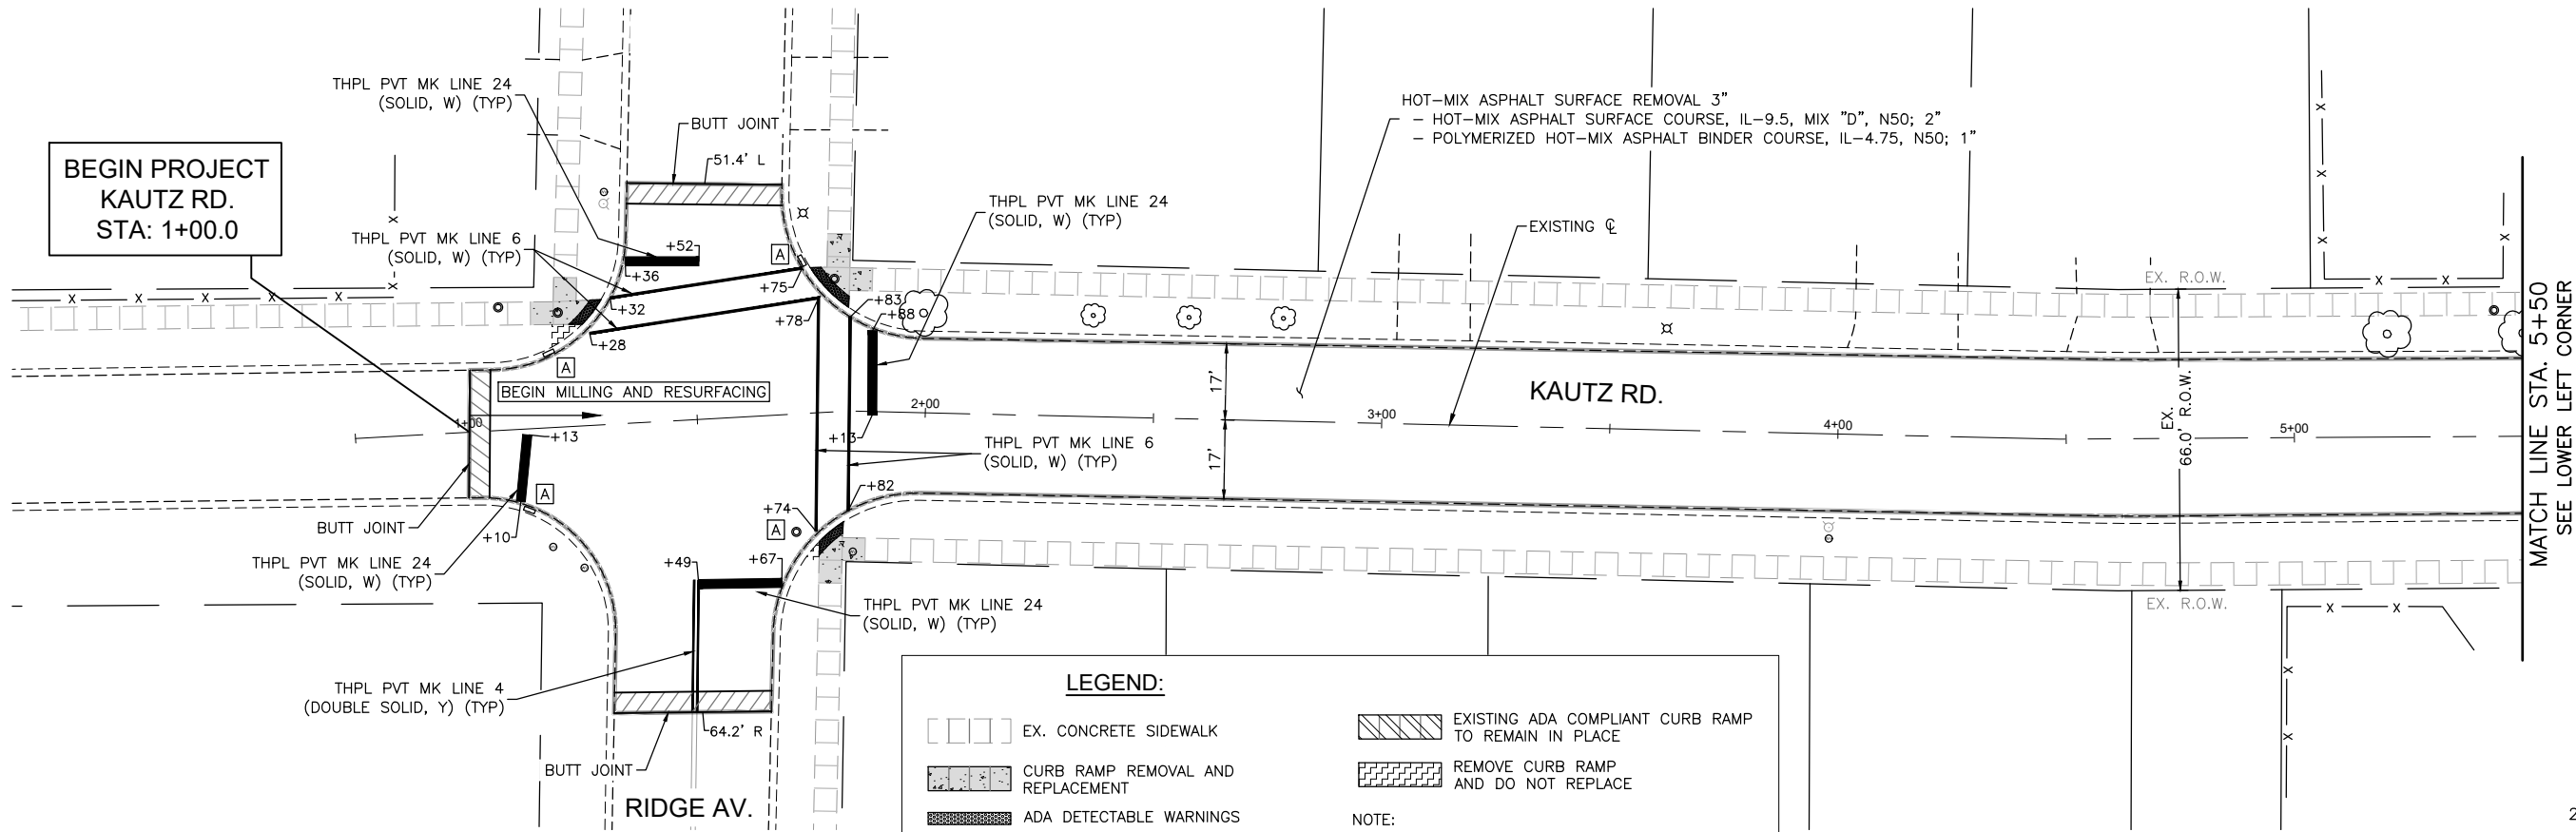 THPL PVT MK LINE 24
(SOLID, W) (TYP)
BUTT JOINT
51.4' L
HOT-MIX ASPHALT SURFACE REMOVAL 3"
- HOT-MIX ASPHALT SURFACE COURSE, IL-9.5, MIX "D", N50; 2"
- POLYMERIZED HOT-MIX ASPHALT BINDER COURSE, IL-4.75, N50; 1"
BEGIN PROJECT
KAUTZ RD.
STA: 1+00.0
THPL PVT MK LINE 6
(SOLID, W) (TYP)
THPL PVT MK LINE 24
(SOLID, W) (TYP)
EXISTING ℄
+52
+36
A
+75
+32
+28
+78
+83
+88
A
BEGIN MILLING AND RESURFACING
1+00
2+00
3+00
4+00
5+00
17'
17'
KAUTZ RD.
EX. R.O.W.
EX.
66.0' R.O.W.
EX. R.O.W.
MATCH LINE STA. 5+50
SEE LOWER LEFT CORNER
+13
+13
THPL PVT MK LINE 6
(SOLID, W) (TYP)
+82
+74
A
A
+10
BUTT JOINT
THPL PVT MK LINE 24
(SOLID, W) (TYP)
+49
+67
THPL PVT MK LINE 24
(SOLID, W) (TYP)
THPL PVT MK LINE 4
(DOUBLE SOLID, Y) (TYP)
64.2' R
BUTT JOINT
RIDGE AV.
LEGEND:
EX. CONCRETE SIDEWALK
CURB RAMP REMOVAL AND
REPLACEMENT
ADA DETECTABLE WARNINGS
EXISTING ADA COMPLIANT CURB RAMP
TO REMAIN IN PLACE
REMOVE CURB RAMP
AND DO NOT REPLACE
NOTE: